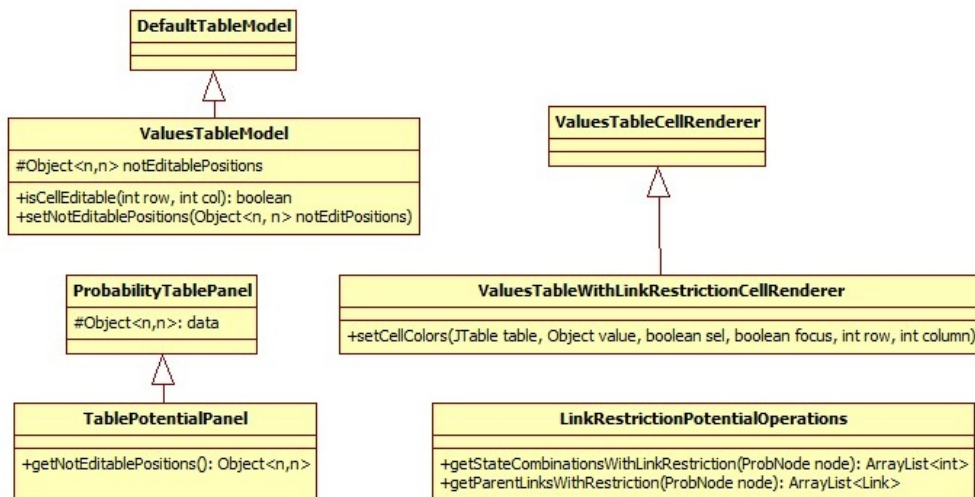 DefaultTableModel
ValuesTableModel
#Object<n,n> notEditablePositions
+isCellEditable(int row, int col): boolean
+setNotEditablePositions(Object<n, n> notEditPositions)
ValuesTableCellRenderer
ProbabilityTablePanel
#Object<n,n>: data
ValuesTableWithLinkRestrictionCellRenderer
+setCellColors(JTable table, Object value, boolean sel, boolean focus, int row, int column)
TablePotentialPanel
+getNotEditablePositions(): Object<n,n>
LinkRestrictionPotentialOperations
+getStateCombinationsWithLinkRestriction(ProbNode node): ArrayList<int>
+getParentLinksWithRestriction(ProbNode node): ArrayList<Link>